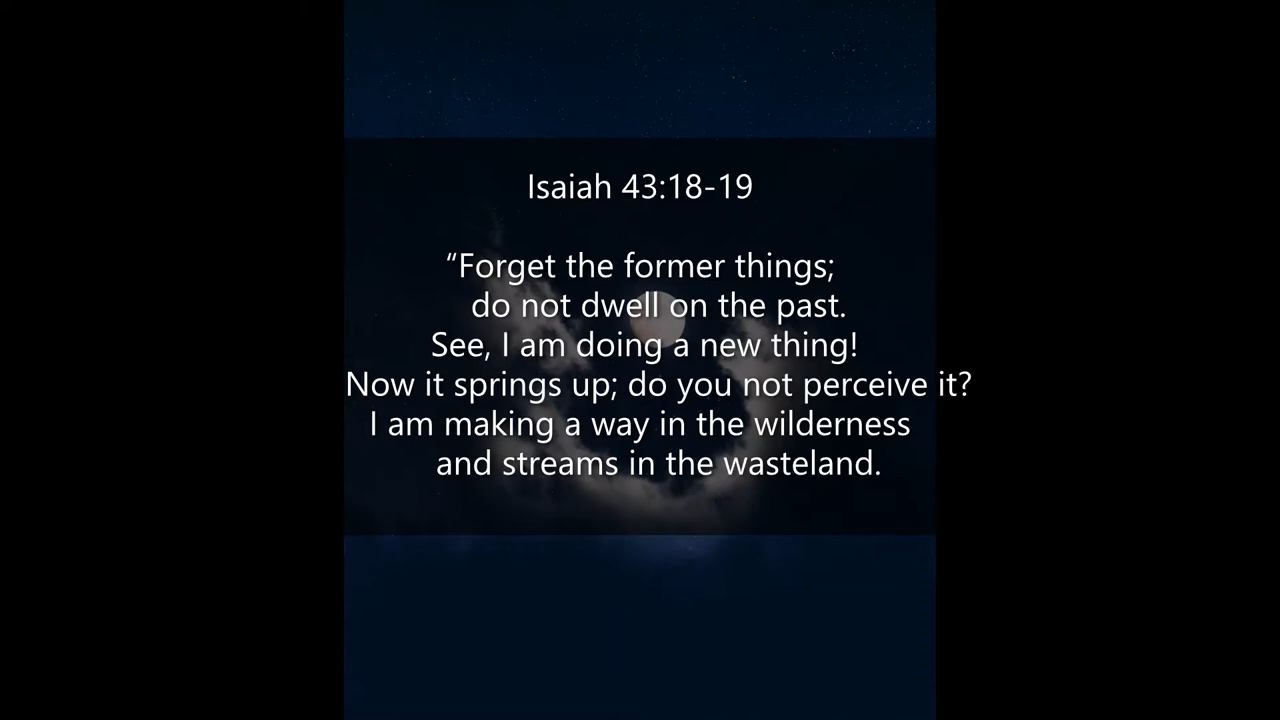 Isaiah 43:18-19
“Forget the former things;
do not dwell on the past.
See, I am doing a new thing!
Now it springs up; do you not perceive it?
I am making a way in the wilderness
and streams in the wasteland.